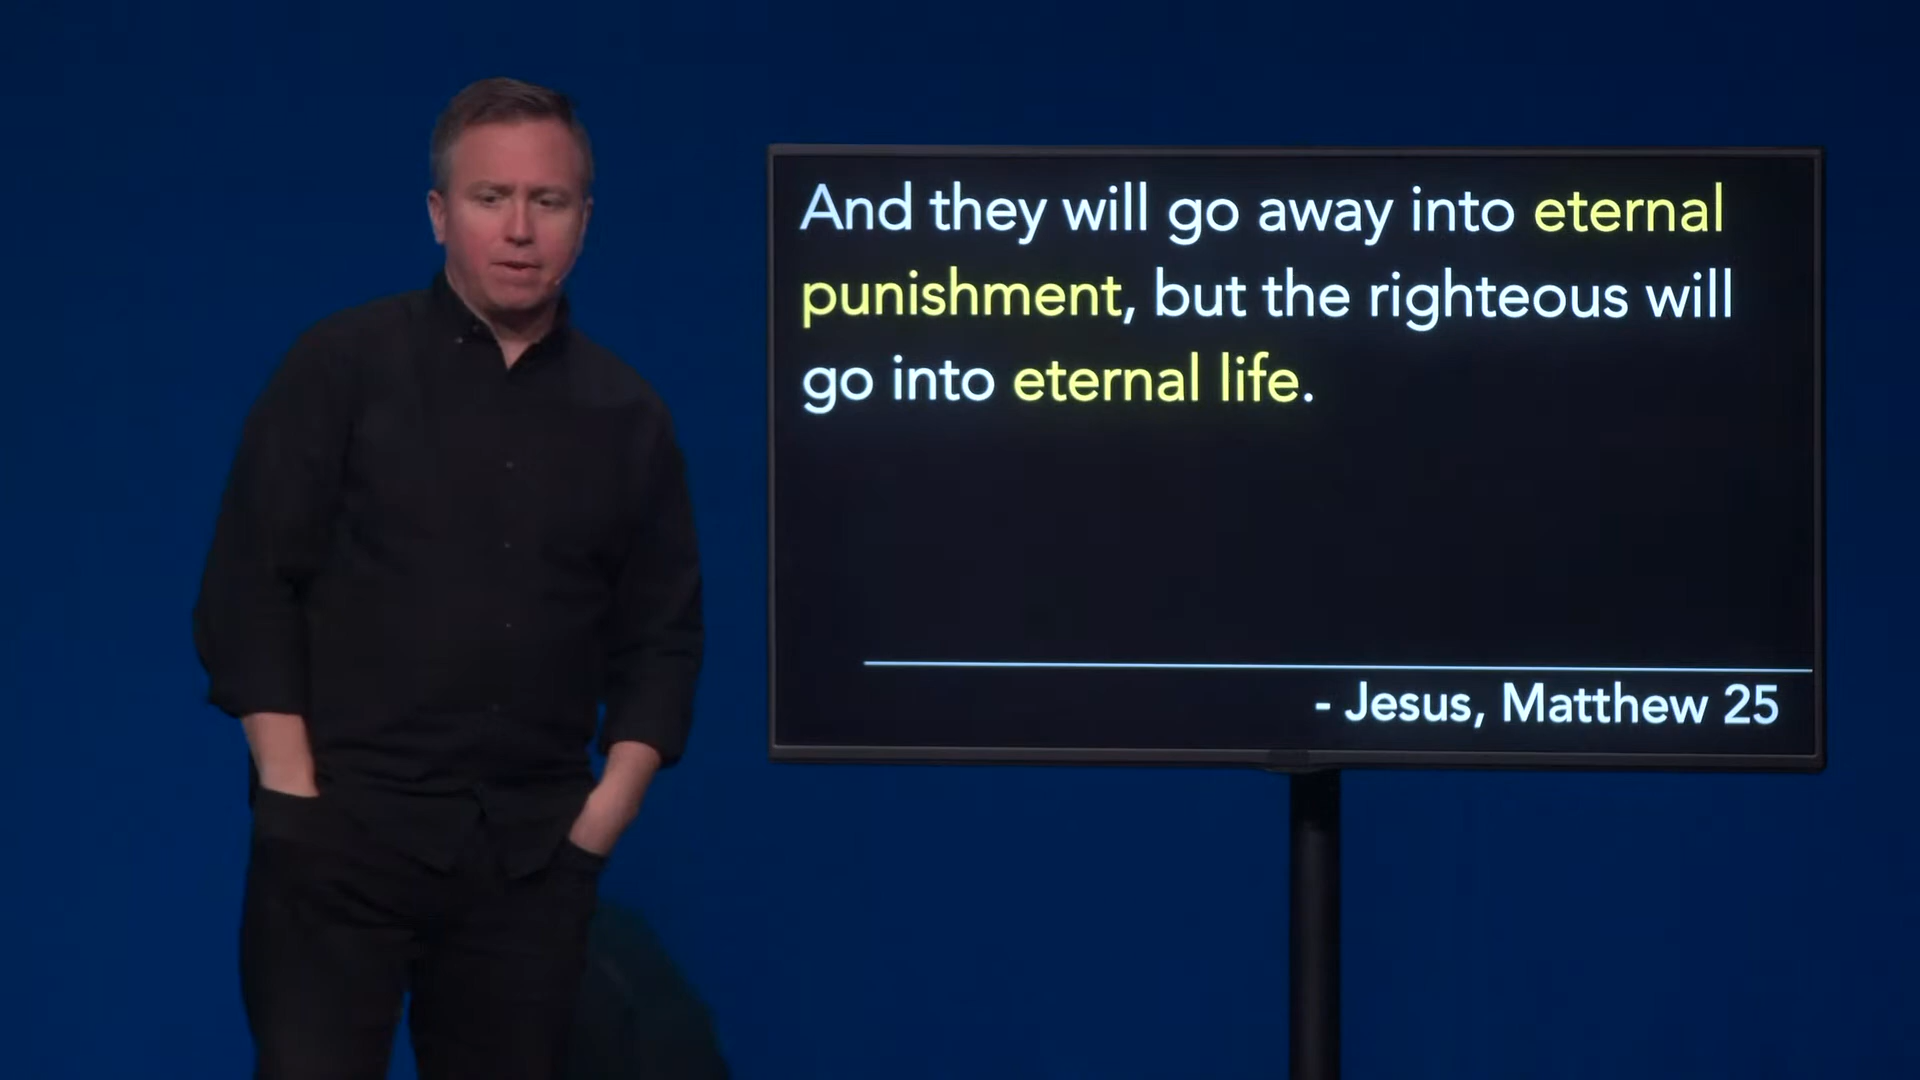 And they will go away into eternal
punishment, but the righteous will
go into eternal life.
- Jesus, Matthew 25